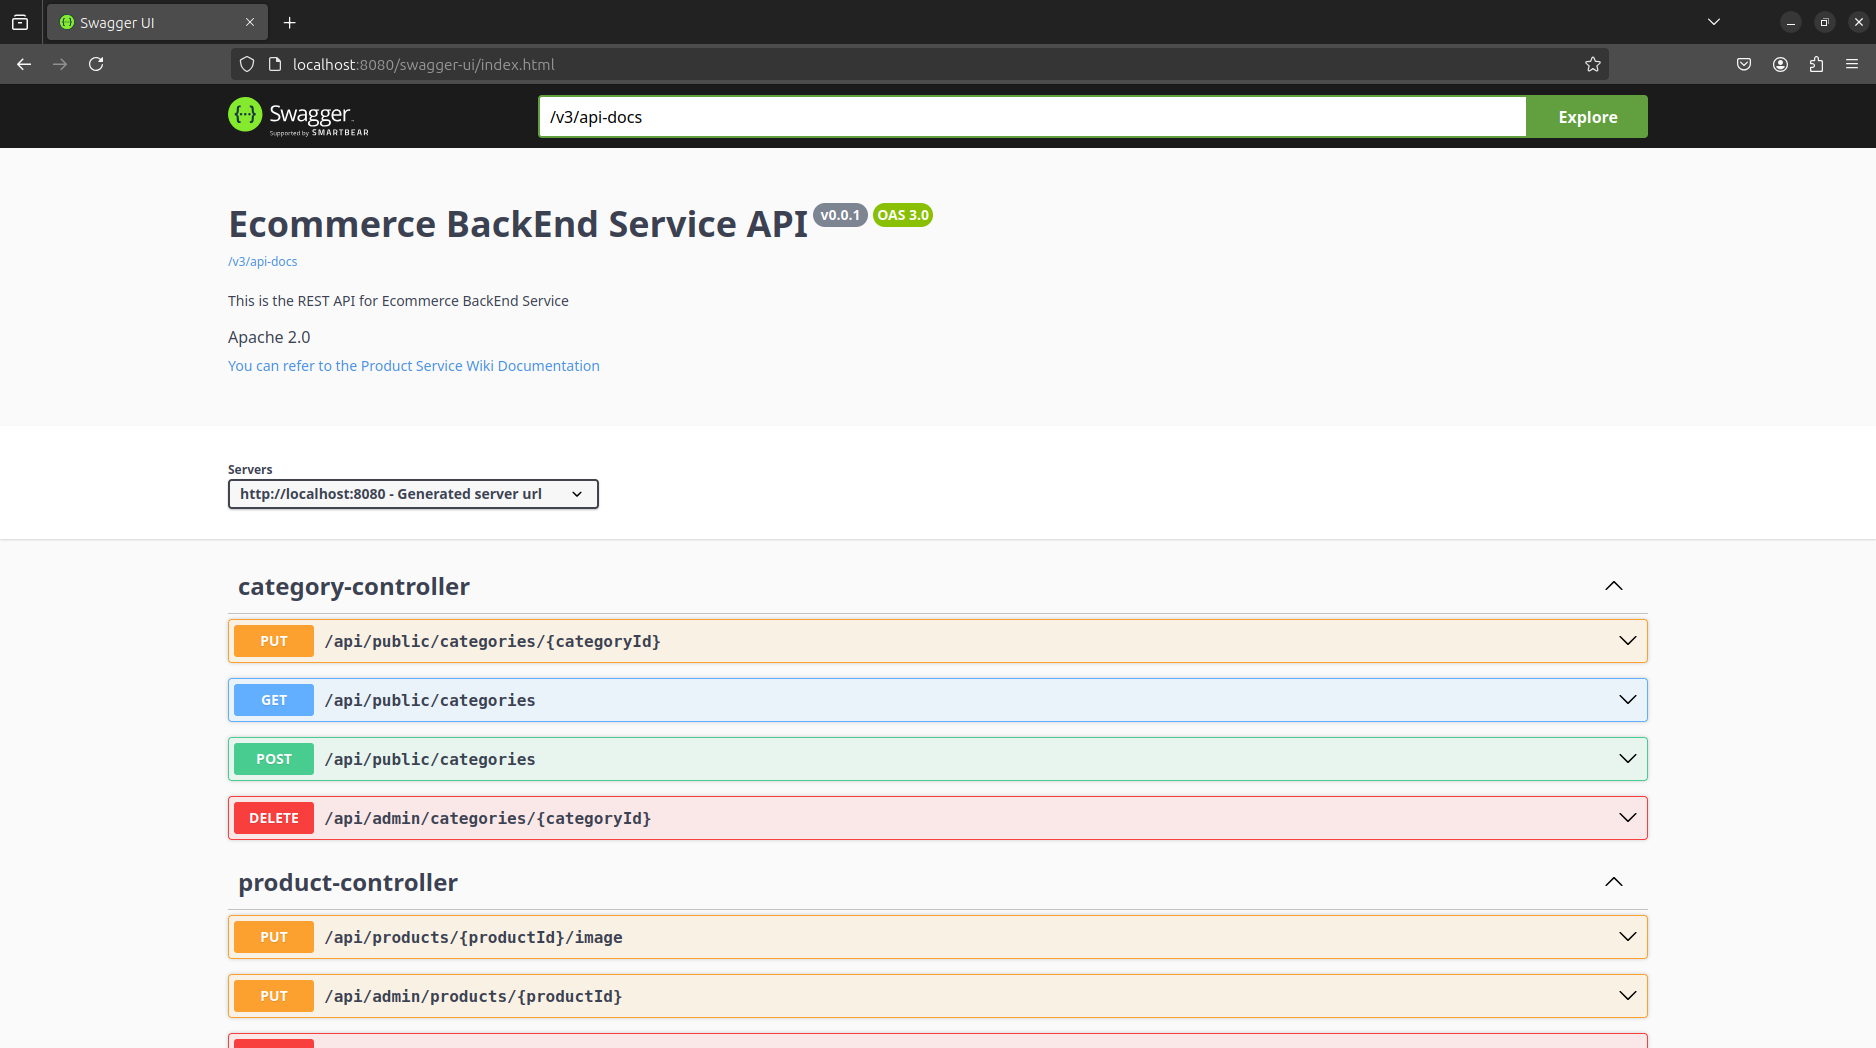 Swagger UI
localhost:8080/swagger-ui/index.html
Swagger
Supported by SMARTBEAR
/v3/api-docs
Explore
Ecommerce BackEnd Service API v0.0.1 OAS 3.0
/v3/api-docs
This is the REST API for Ecommerce BackEnd Service
Apache 2.0
You can refer to the Product Service Wiki Documentation
Servers
http://localhost:8080 - Generated server url
category-controller
PUT /api/public/categories/{categoryId}
GET /api/public/categories
POST /api/public/categories
DELETE /api/admin/categories/{categoryId}
product-controller
PUT /api/products/{productId}/image
PUT /api/admin/products/{productId}